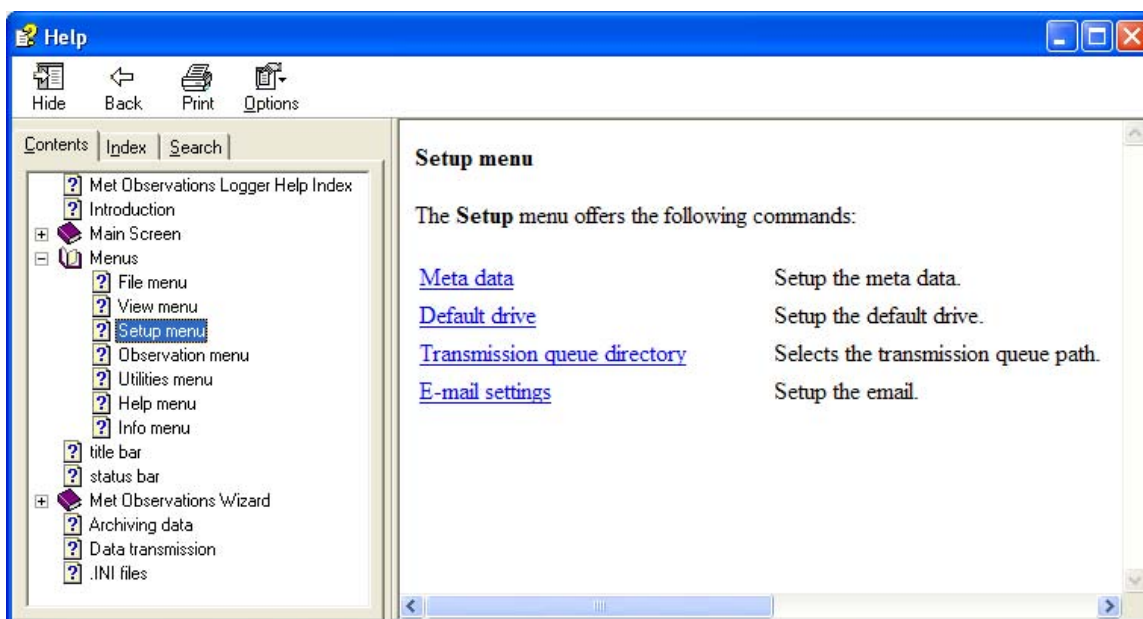 Help
Hide Back Print Options
Contents Index Search
Met Observations Logger Help Index
Introduction
Main Screen
Menus
File menu
View menu
Setup menu
Observation menu
Utilities menu
Help menu
Info menu
title bar
status bar
Met Observations Wizard
Archiving data
Data transmission
.INI files
Setup menu
The Setup menu offers the following commands:
Meta data Setup the meta data.
Default drive Setup the default drive.
Transmission queue directory Selects the transmission queue path.
E-mail settings Setup the email.